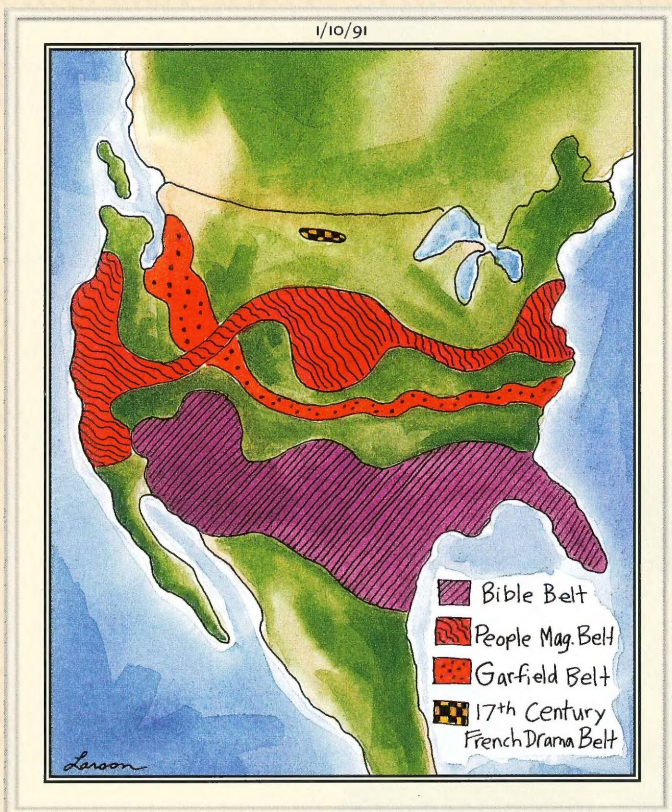 1/10/91
Bible Belt
People Mag. Belt
Garfield Belt
17th Century
French Drama Belt
Larson